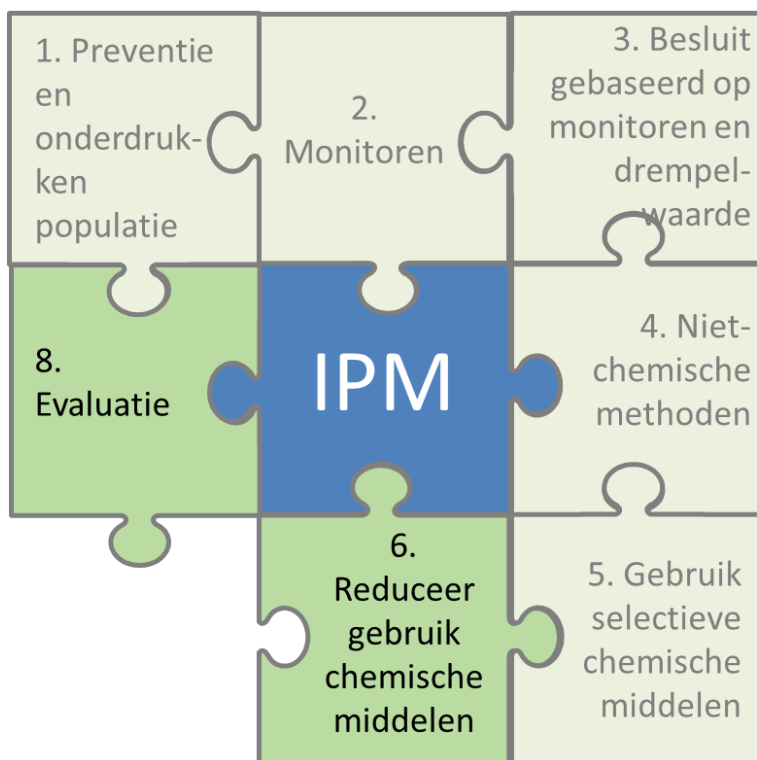 1. Preventie
en
onderdruk-
ken
populatie
2.
Monitoren
3. Besluit
gebaseerd op
monitoren en
drempel-
waarde
8.
Evaluatie
IPM
4. Niet-
chemische
methoden
6.
Reduceer
gebruik
chemische
middelen
5. Gebruik
selectieve
chemische
middelen